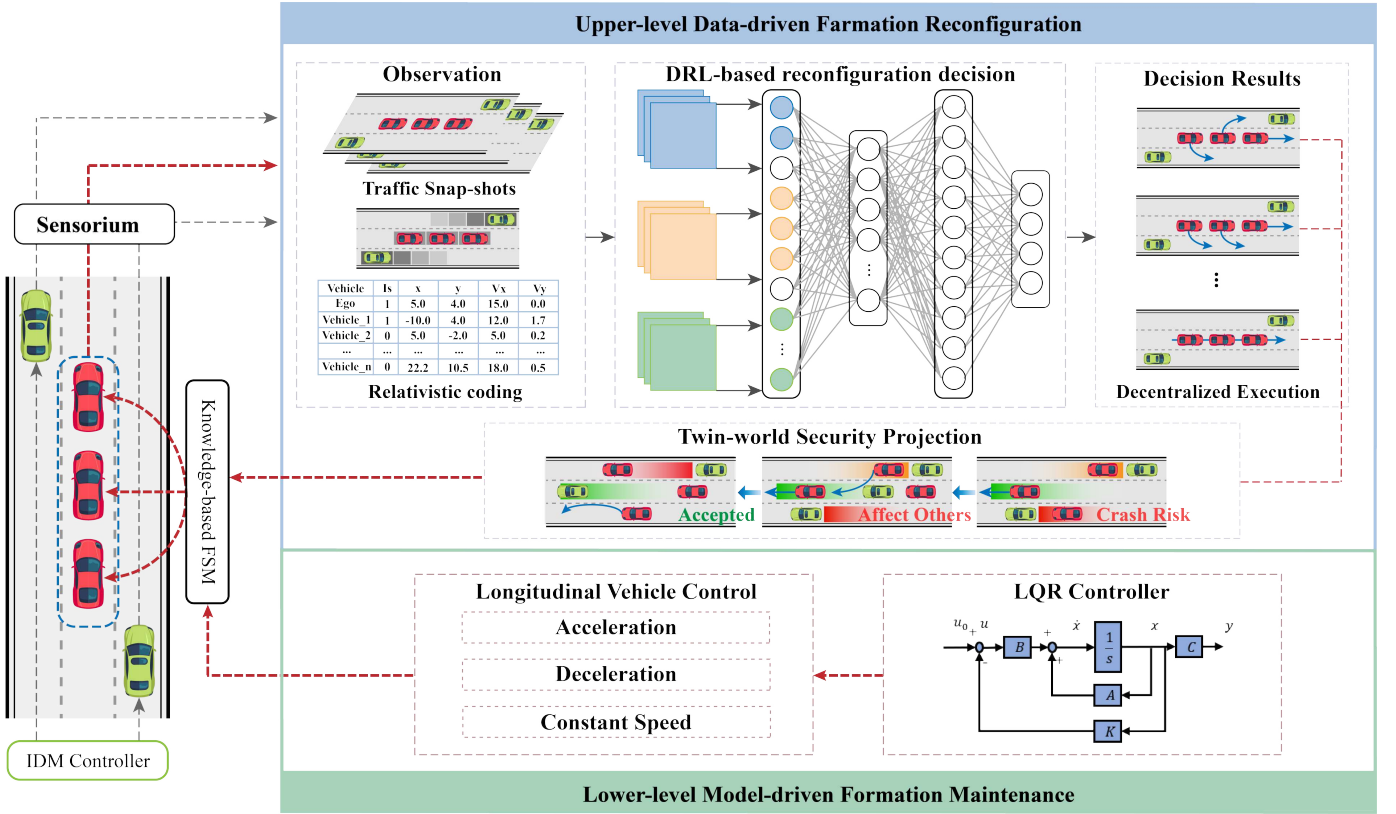 Upper-level Data-driven Farmation Reconfiguration
Observation
Traffic Snap-shots
Vehicle Is x y Vx Vy
Ego 1 5.0 4.0 15.0 0.0
Vehicle_1 1 -10.0 4.0 12.0 1.7
Vehicle_2 0 5.0 -2.0 5.0 0.2
... ... ... ... ...
Vehicle_n 0 22.2 10.5 18.0 0.5
Relativistic coding
DRL-based reconfiguration decision
...
...
Decision Results
...
Decentralized Execution
Sensorium
Knowledge-based FSM
IDM Controller
Twin-world Security Projection
Accepted
Affect Others
Crash Risk
Longitudinal Vehicle Control
Acceleration
Deceleration
Constant Speed
LQR Controller
u₀ + u - B + + ẋ 1/s x C y
A
K
Lower-level Model-driven Formation Maintenance